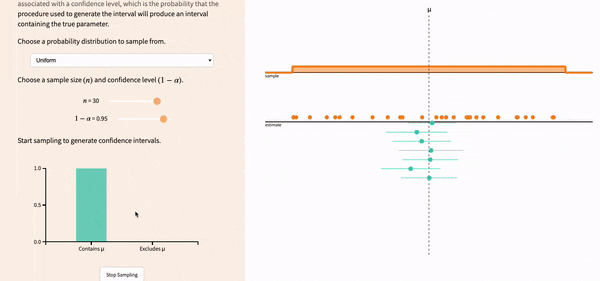 associated with a confidence level, which is the probability that the
procedure used to generate the interval will produce an interval
containing the true parameter.
Choose a probability distribution to sample from.
Uniform
Choose a sample size (n) and confidence level (1 − α).
n = 30
1 − α = 0.95
Start sampling to generate confidence intervals.
1.0
0.5
0.0
Contains μ
Excludes μ
Stop Sampling
μ
sample
estimate